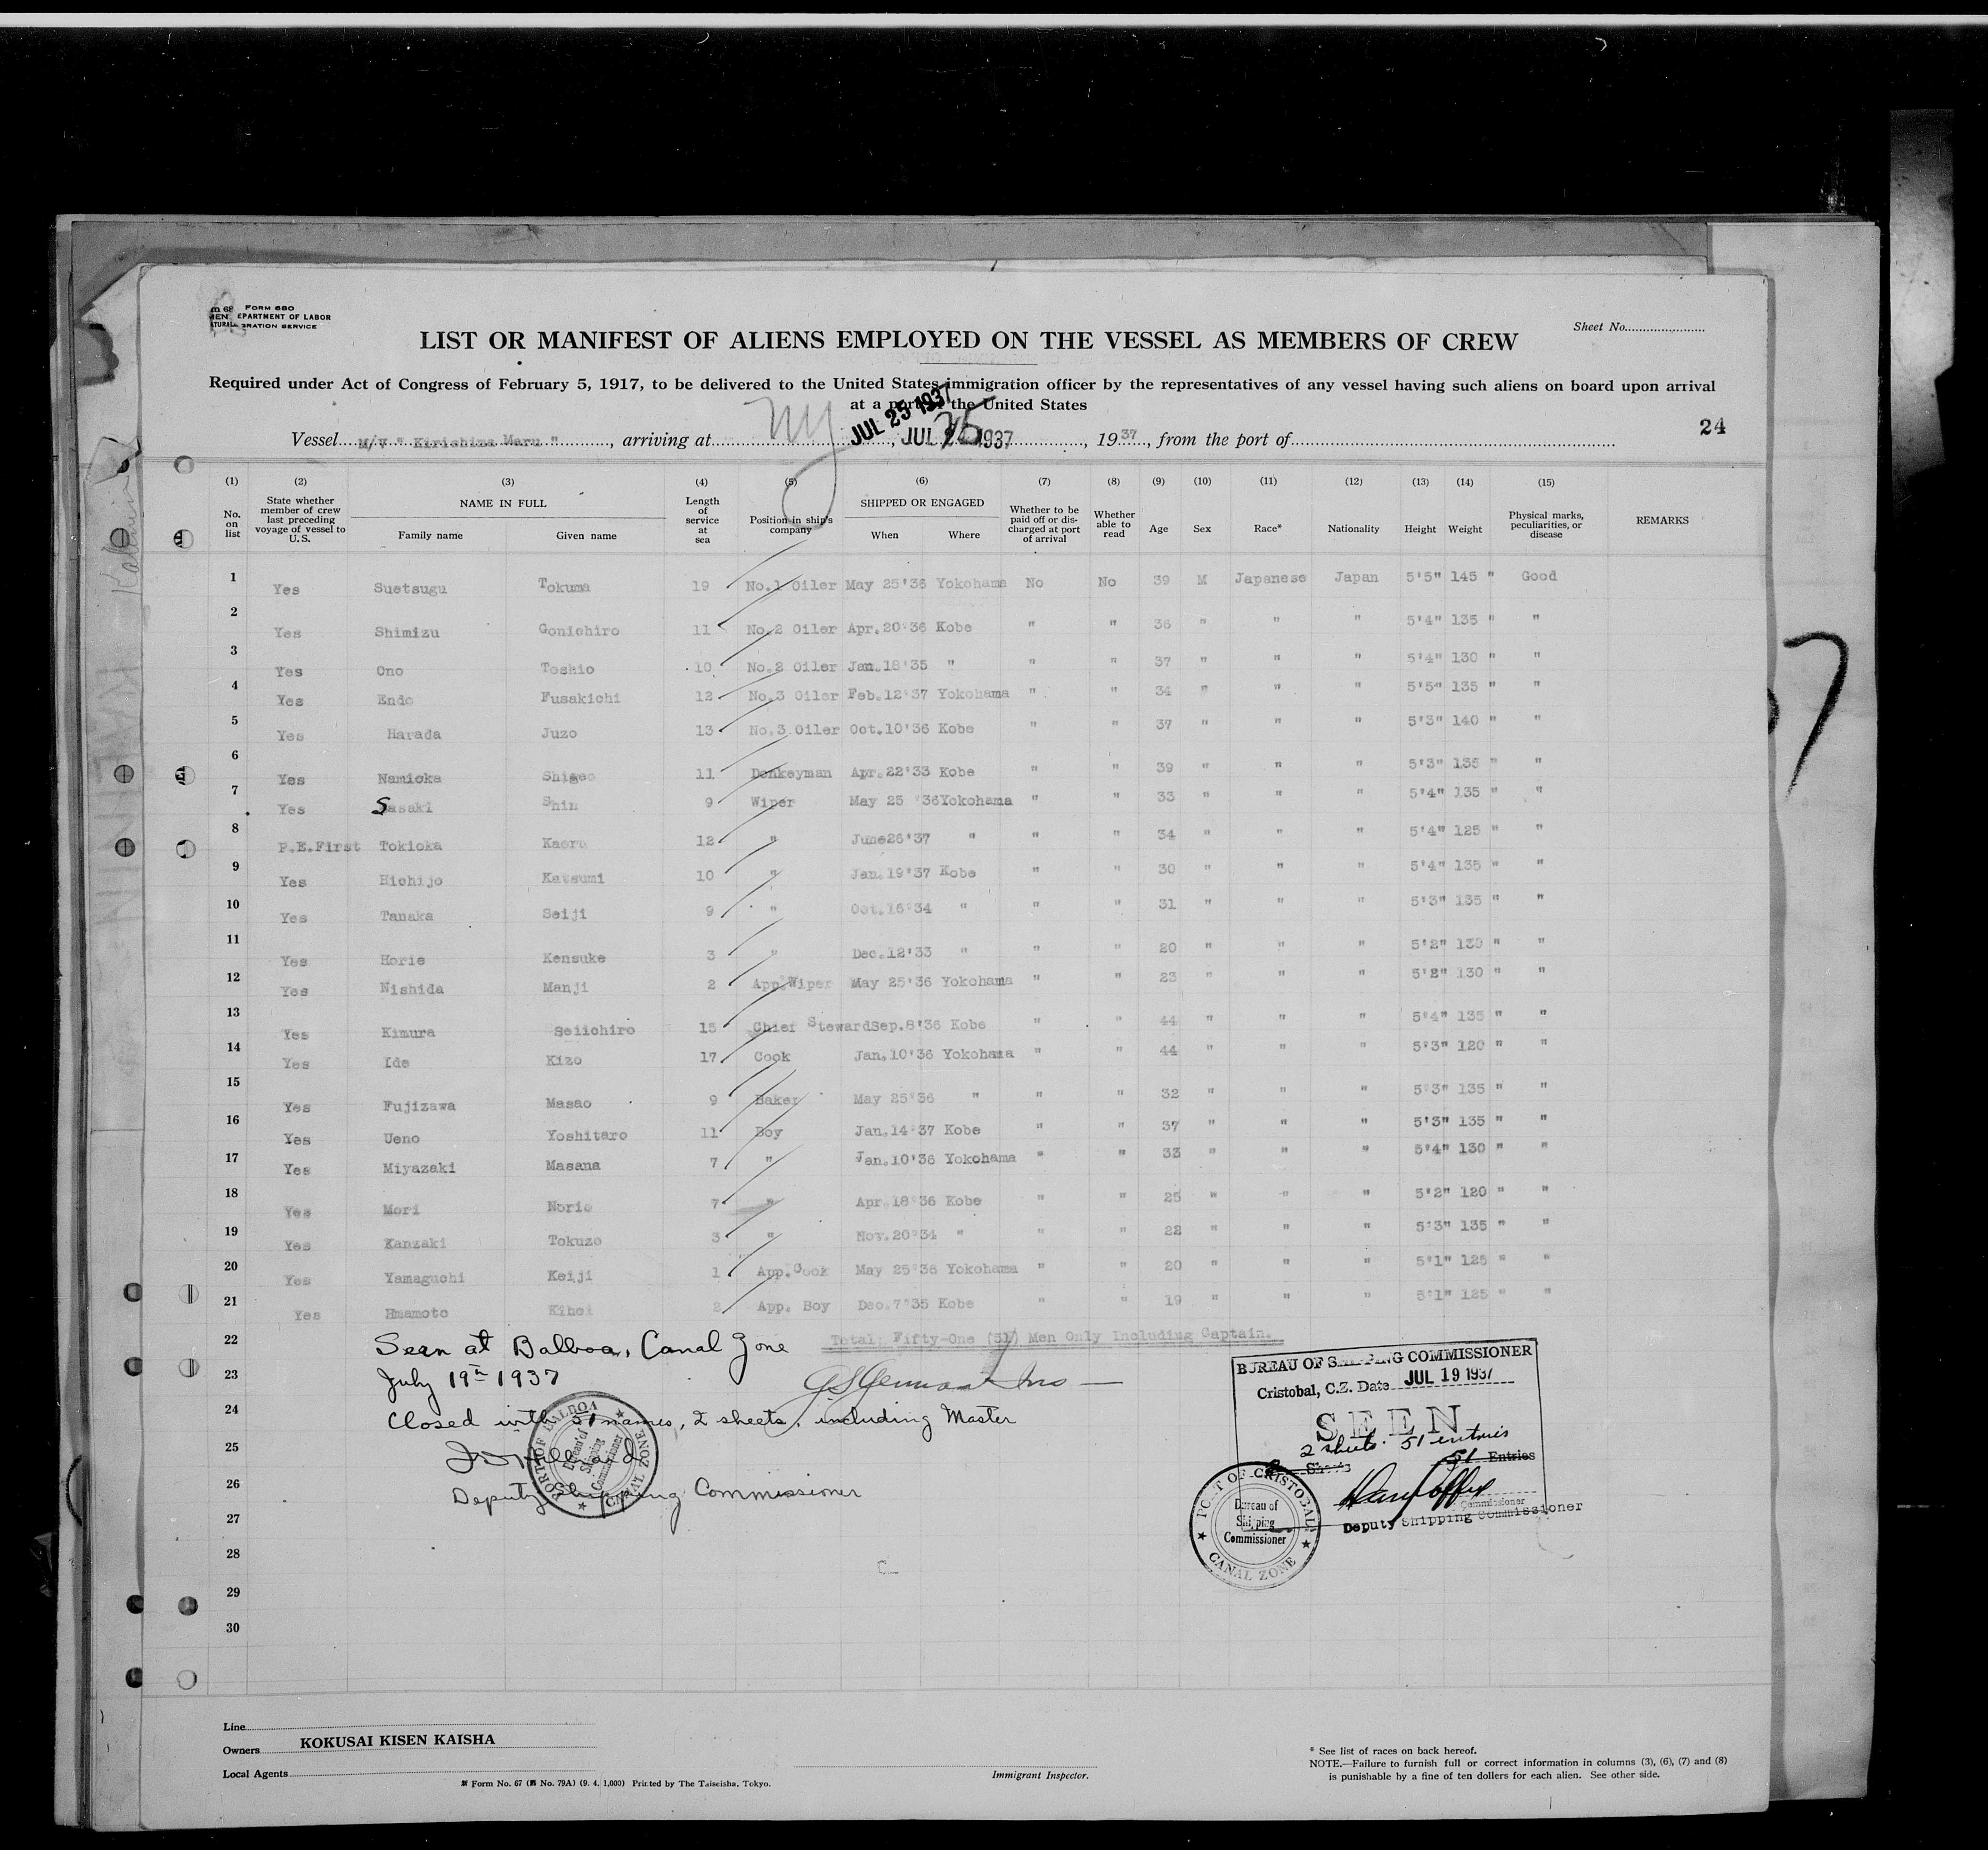 FORM 680
EPARTMENT OF LABOR
GRATION SERVICE
Sheet No.
LIST OR MANIFEST OF ALIENS EMPLOYED ON THE VESSEL AS MEMBERS OF CREW
Required under Act of Congress of February 5, 1917, to be delivered to the United States immigration officer by the representatives of any vessel having such aliens on board upon arrival
at a port of the United States
JUL 25 1937
Vessel M/V " Kirishima Maru ", arriving at NY, JUL 1937, 1937, from the port of
24
(1) (2) (3) (4) (5) (6) (7) (8) (9) (10) (11) (12) (13) (14) (15)
No. on list
State whether member of crew last preceding voyage of vessel to U.S.
NAME IN FULL
Family name Given name
Length of service at sea
Position in ship's company
SHIPPED OR ENGAGED
When Where
Whether to be paid off or discharged at port of arrival
Whether able to read
Age Sex Race* Nationality Height Weight
Physical marks, peculiarities, or disease
REMARKS
1 Yes Suetsugu Tokuma 19 No.1 Oiler May 25'36 Yokohama No No 39 M Japanese Japan 5'5" 145 " Good
2 Yes Shimizu Gonichiro 11 No.2 Oiler Apr.20'36 Kobe " " 36 " " " 5'4" 135 " "
3 Yes Ono Toshio 10 No.2 Oiler Jan.18'35 " " " 37 " " " 5'4" 130 " "
4 Yes Endo Fusakichi 12 No.3 Oiler Feb.12'37 Yokohama " " 34 " " " 5'5" 135 " "
5 Yes Harada Juzo 13 No.3 Oiler Oct.10'36 Kobe " " 37 " " " 5'3" 140 " "
6 Yes Namioka Shigeo 11 Donkeyman Apr.22'33 Kobe " " 39 " " " 5'3" 135 " "
7 Yes Sasaki Shin 9 Wiper May 25 '36 Yokohama " " 33 " " " 5'4" 135 " "
8 P.E.First Tokioka Kaoru 12 " June26'37 " " " 34 " " " 5'4" 125 " "
9 Yes Hichijo Katsumi 10 " Jan.19'37 Kobe " " 30 " " " 5'4" 135 " "
10 Yes Tanaka Seiji 9 " Oct.16'34 " " " 31 " " " 5'3" 135 " "
11 Yes Horie Kensuke 3 " Dec.12'33 " " " 20 " " " 5'2" 130 " "
12 Yes Nishida Manji 2 App.Wiper May 25'36 Yokohama " " 23 " " " 5'2" 130 " "
13 Yes Kimura Seiichiro 15 Chief Steward Sep.8'36 Kobe " " 44 " " " 5'4" 135 " "
14 Yes Ide Kizo 17 Cook Jan.10'36 Yokohama " " 44 " " " 5'3" 120 " "
15 Yes Fujizawa Masao 9 Baker May 25'36 " " " 32 " " " 5'3" 135 " "
16 Yes Ueno Yoshitaro 11 Boy Jan.14'37 Kobe " " 37 " " " 5'3" 135 " "
17 Yes Miyazaki Masana 7 " Jan.10'36 Yokohama " " 33 " " " 5'4" 130 " "
18 Yes Mori Norio 7 " Apr.18'36 Kobe " " 25 " " " 5'2" 120 " "
19 Yes Kanzaki Tokuzo 3 " Nov.20'34 " " " 22 " " " 5'3" 135 " "
20 Yes Yamaguchi Keiji 1 App.Cook May 25'36 Yokohama " " 20 " " " 5'1" 125 " "
21 Yes Hmamoto Kihei 2 App. Boy Dec.7'35 Kobe " " 19 " " " 5'1" 125 " "
22 Total: Fifty-One (51) Men Only Including Captain.
Seen at Balboa, Canal Zone
23 July 19th 1937
24 Closed with 51 names, 2 sheets, including Master
25
26 Deputy Shipping Commissioner
27
28
29
30
PORT OF BALBOA
Bureau of Shipping Commissioner
CANAL ZONE
BUREAU OF SHIPPING COMMISSIONER
Cristobal, C.Z. Date JUL 19 1937
SEEN
2 sheets. 51 entries
Sheets 51 Entries
Commissioner
Deputy Shipping Commissioner
PORT OF CRISTOBAL
Bureau of Shipping Commissioner
CANAL ZONE
Line
Owners KOKUSAI KISEN KAISHA
Local Agents
Form No. 67 (No. 79A) (9. 4. 1,000) Printed by The Taiseisha, Tokyo.
Immigrant Inspector.
* See list of races on back hereof.
NOTE.—Failure to furnish full or correct information in columns (3), (6), (7) and (8)
is punishable by a fine of ten dollars for each alien. See other side.